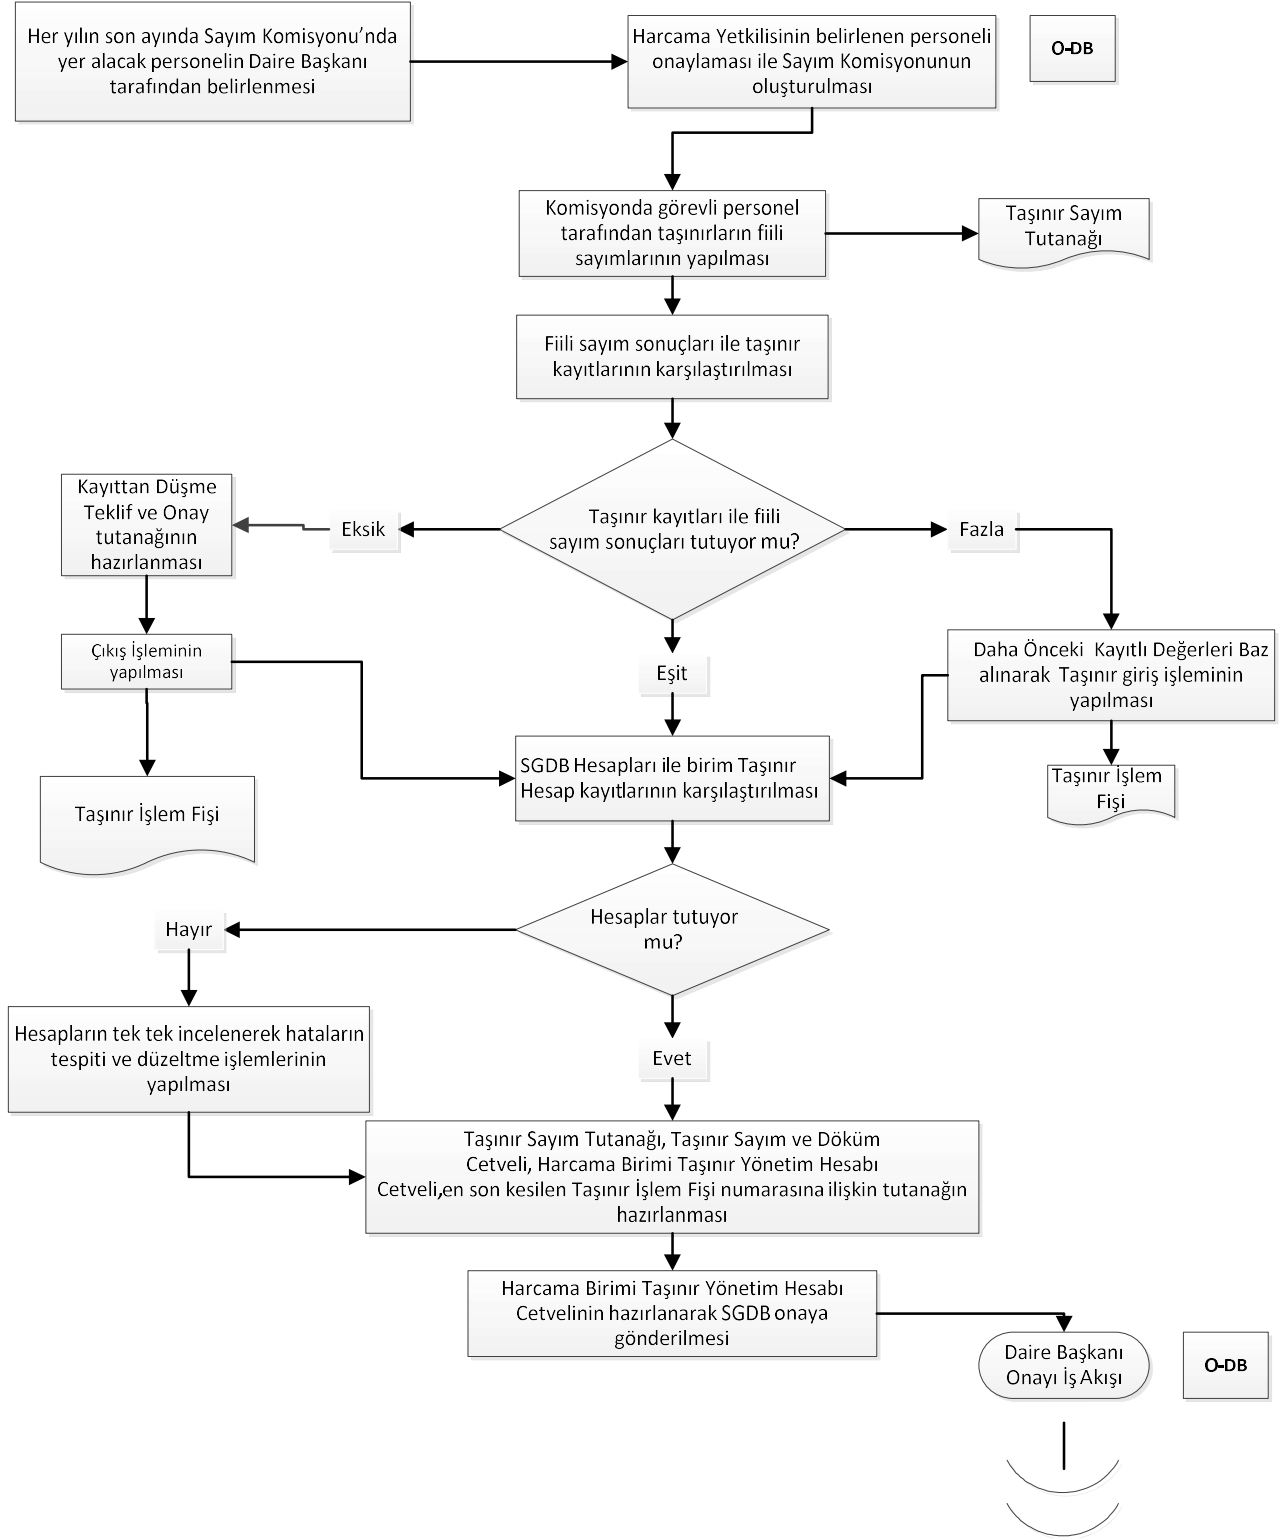 Her yılın son ayında Sayım Komisyonu’nda
yer alacak personelin Daire Başkanı
tarafından belirlenmesi
Harcama Yetkilisinin belirlenen personeli
onaylaması ile Sayım Komisyonunun
oluşturulması
O-DB
Komisyonda görevli personel
tarafından taşınırların fiili
sayımlarının yapılması
Taşınır Sayım
Tutanağı
Fiili sayım sonuçları ile taşınır
kayıtlarının karşılaştırılması
Kayıttan Düşme
Teklif ve Onay
tutanağının
hazırlanması
Eksik
Taşınır kayıtları ile fiili
sayım sonuçları tutuyor mu?
Fazla
Çıkış İşleminin
yapılması
Eşit
Daha Önceki Kayıtlı Değerleri Baz
alınarak Taşınır giriş işleminin
yapılması
SGDB Hesapları ile birim Taşınır
Hesap kayıtlarının karşılaştırılması
Taşınır İşlem Fişi
Taşınır İşlem
Fişi
Hayır
Hesaplar tutuyor
mu?
Hesapların tek tek incelenerek hataların
tespiti ve düzeltme işlemlerinin
yapılması
Evet
Taşınır Sayım Tutanağı, Taşınır Sayım ve Döküm
Cetveli, Harcama Birimi Taşınır Yönetim Hesabı
Cetveli,en son kesilen Taşınır İşlem Fişi numarasına ilişkin tutanağın
hazırlanması
Harcama Birimi Taşınır Yönetim Hesabı
Cetvelinin hazırlanarak SGDB onaya
gönderilmesi
Daire Başkanı
Onayı İş Akışı
O-DB